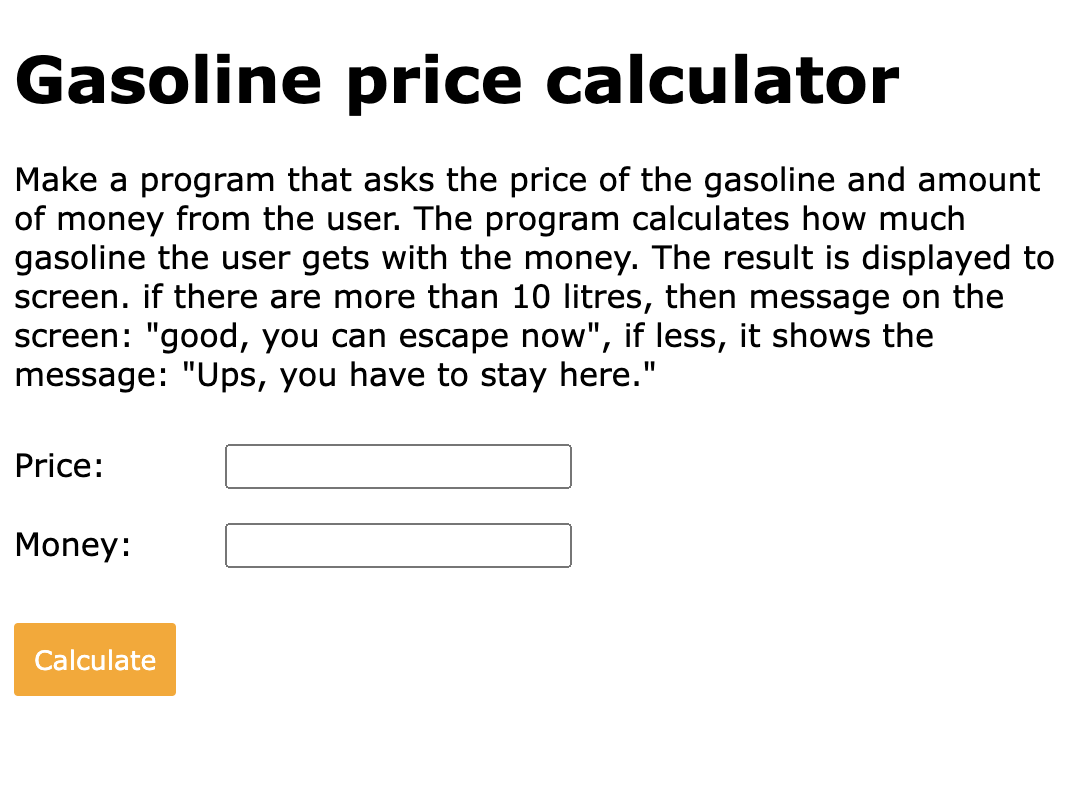 Gasoline price calculator
Make a program that asks the price of the gasoline and amount
of money from the user. The program calculates how much
gasoline the user gets with the money. The result is displayed to
screen. if there are more than 10 litres, then message on the
screen: "good, you can escape now", if less, it shows the
message: "Ups, you have to stay here."
Price:
Money:
Calculate